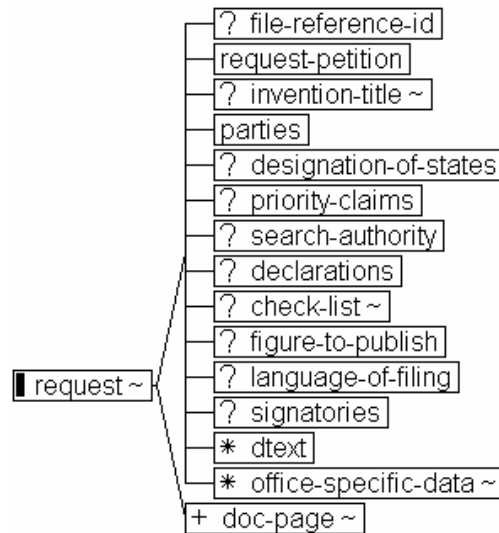 ? file-reference-id
request-petition
? invention-title ~
parties
? designation-of-states
? priority-claims
? search-authority
? declarations
? check-list ~
? figure-to-publish
? language-of-filing
? signatories
request ~
* dtext
* office-specific-data ~
+ doc-page ~